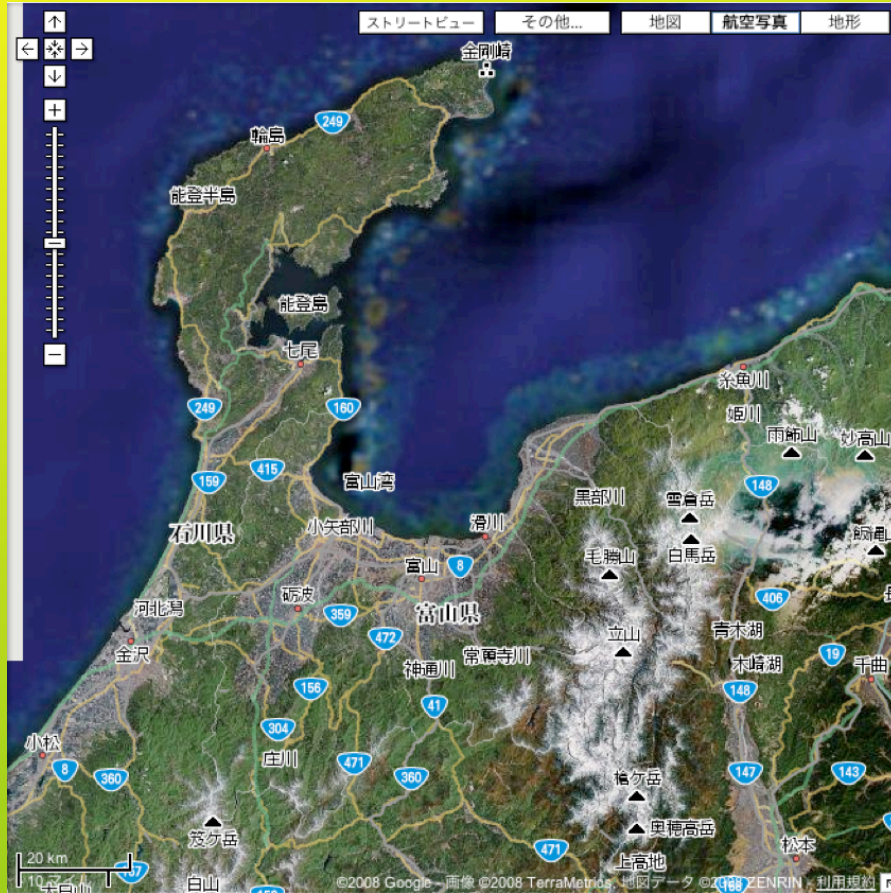 ストリートビュー
その他...
地図
航空写真
地形
金剛崎
249
輪島
能登半島
能登島
七尾
糸魚川
249
160
姫川
雨飾山
妙高山
415
159
富山湾
148
黒部川
雪倉岳
石川県
小矢部川
滑川
白馬岳
飯縄山
毛勝山
富山
8
406
河北潟
砺波
359
富山県
472
立山
青木湖
金沢
神通川
常願寺川
木崎湖
19
千曲
156
148
41
304
小松
庄川
8
360
471
360
147
143
槍ケ岳
笈ケ岳
奥穂高岳
471
松本
上高地
20 km
白山
©2008 Google - 画像 ©2008 TerraMetrics, 地図データ ©2008 ZENRIN - 利用規約